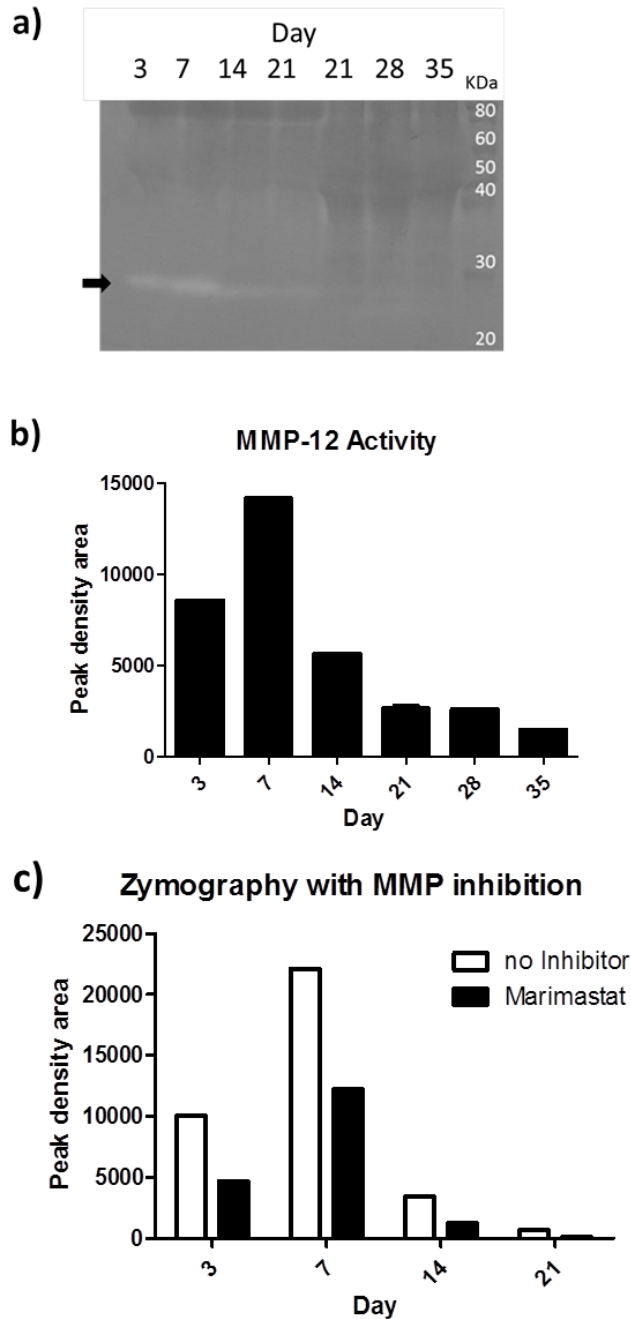 a)
Day
3 7 14 21 21 28 35 KDa
80
60
50
40
30
20
b)
MMP-12 Activity
15000
10000
5000
0
Peak density area
3 7 14 21 28 35
Day
c)
Zymography with MMP inhibition
25000
20000
15000
10000
5000
0
Peak density area
no Inhibitor
Marimastat
3 7 14 21
Day